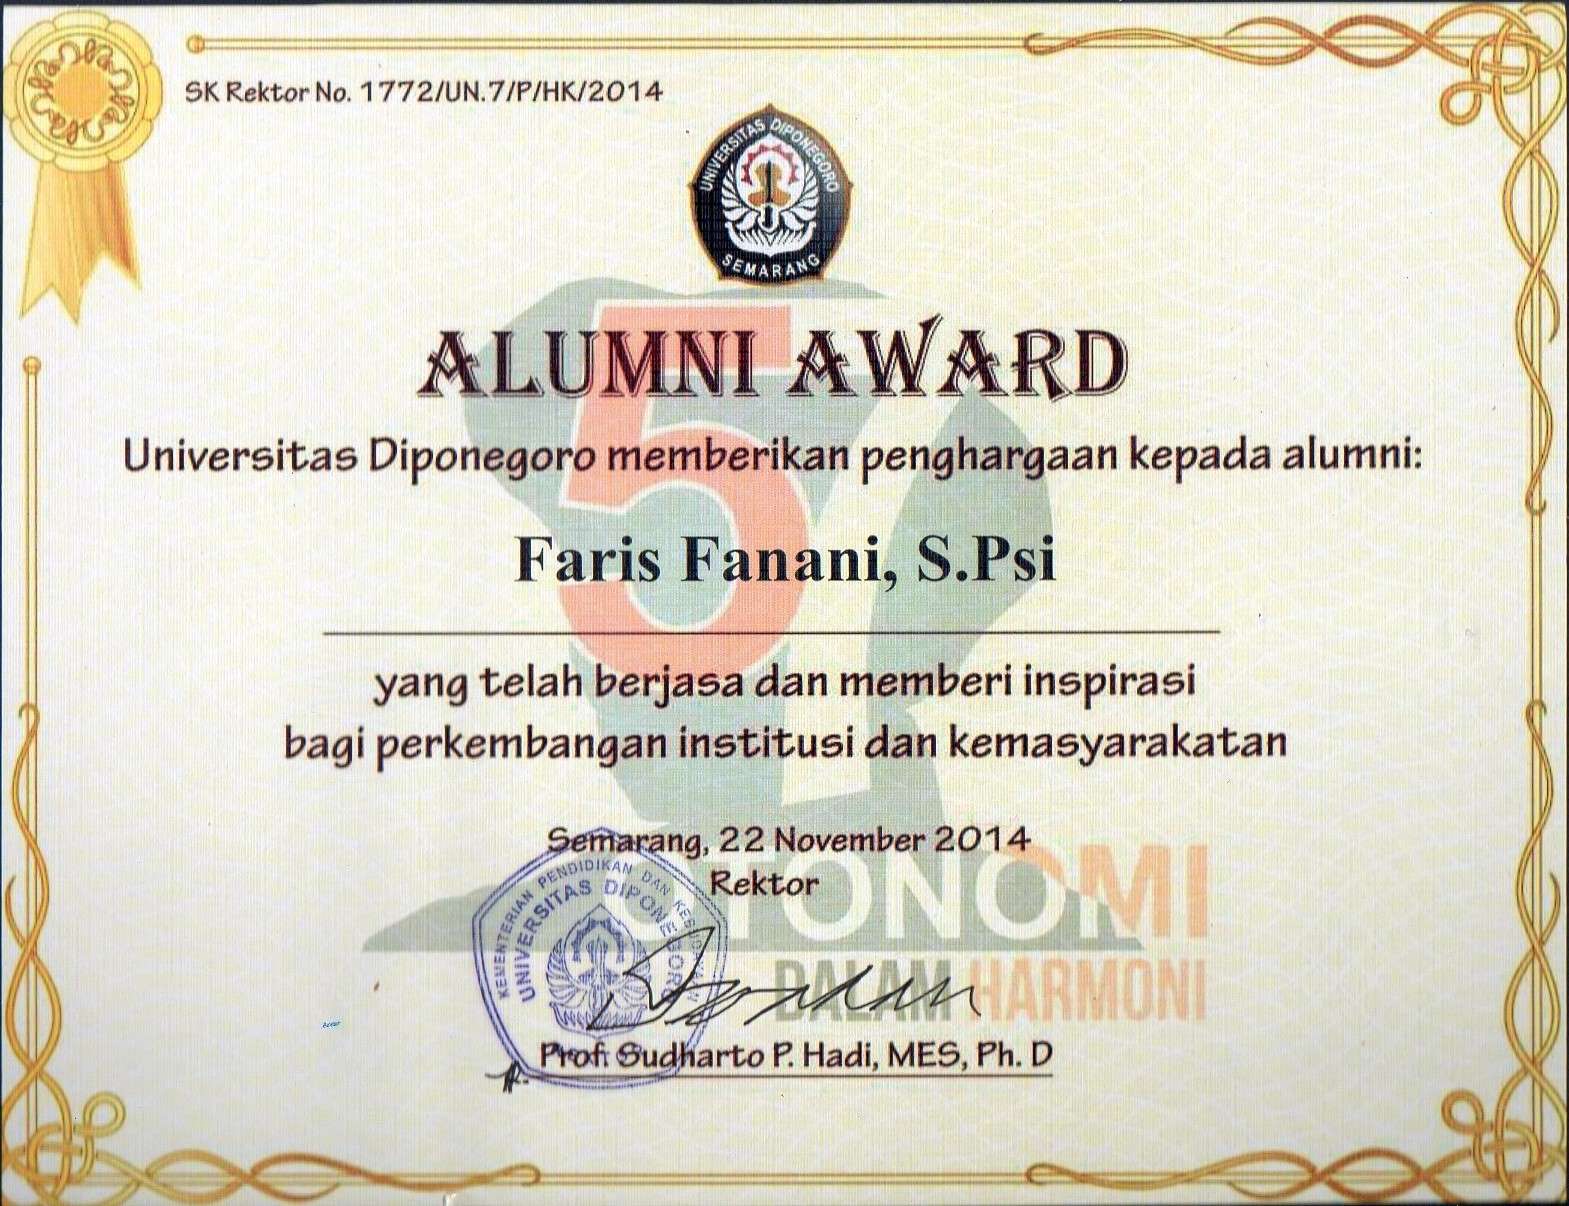 SK Rektor No. 1772/UN.7/P/HK/2014
UNIVERSITAS DIPONEGORO
SEMARANG
57
ALUMNI AWARD
Universitas Diponegoro memberikan penghargaan kepada alumni:
Faris Fanani, S.Psi
yang telah berjasa dan memberi inspirasi
bagi perkembangan institusi dan kemasyarakatan
Semarang, 22 November 2014
Rektor
OTONOMI
DALAM HARMONI
KEMENTERIAN PENDIDIKAN DAN KEBUDAYAAN
UNIVERSITAS DIPONEGORO
Prof. Sudharto P. Hadi, MES, Ph. D